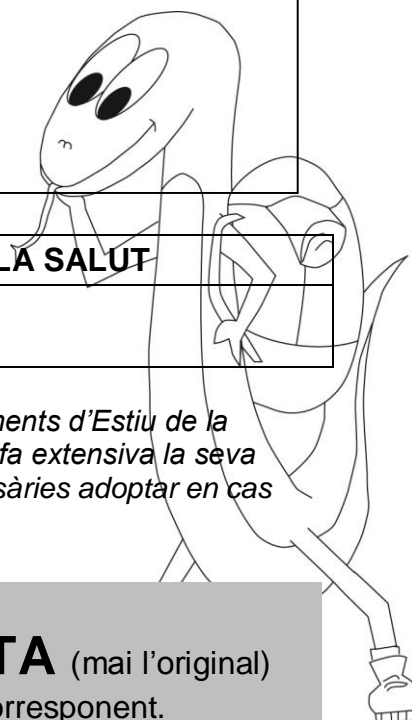 LA SALUT
ments d’Estiu de la
fa extensiva la seva
sàries adoptar en cas
TA (mai l’original)
orresponent.